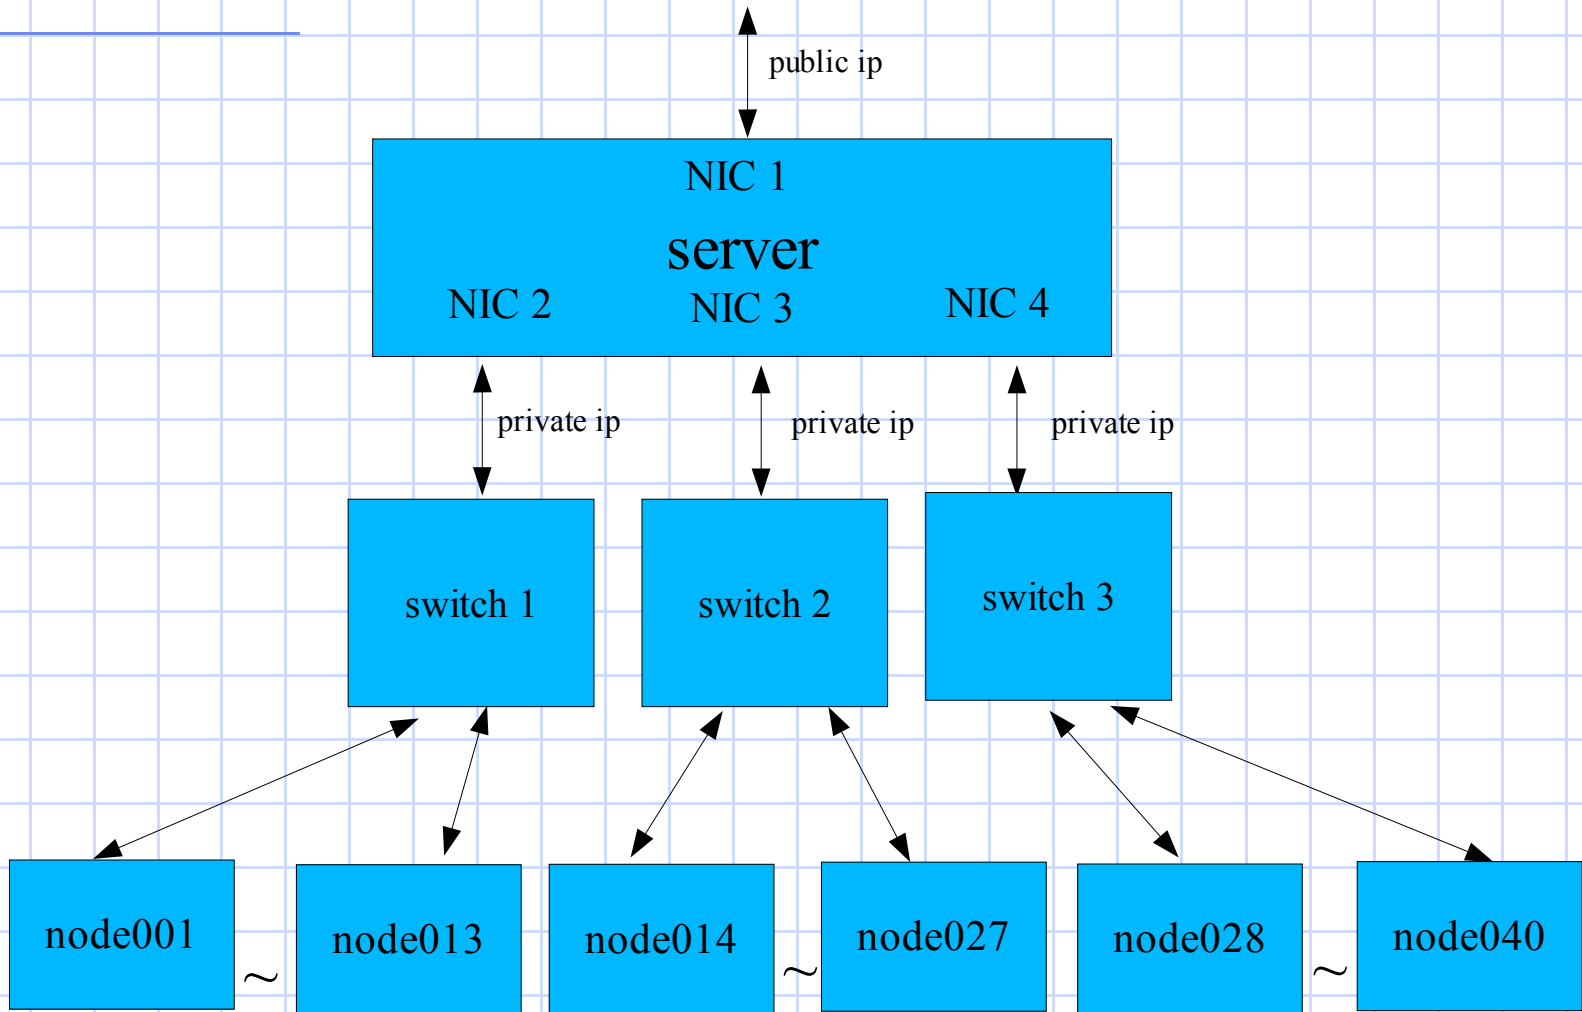 public ip
NIC 1
server
NIC 2
NIC 3
NIC 4
private ip
private ip
private ip
switch 1
switch 2
switch 3
node001
~
node013
node014
~
node027
node028
~
node040